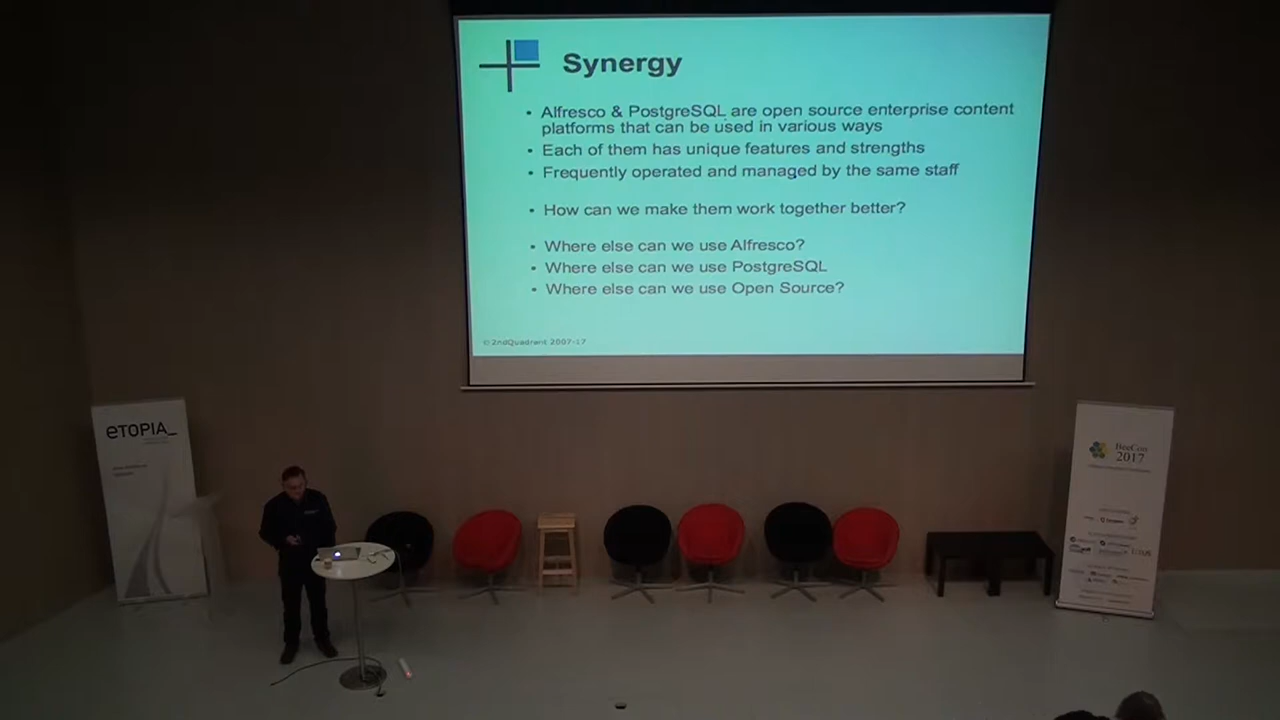 Synergy
• Alfresco & PostgreSQL are open source enterprise content
platforms that can be used in various ways
• Each of them has unique features and strengths
• Frequently operated and managed by the same staff
• How can we make them work together better?
• Where else can we use Alfresco?
• Where else can we use PostgreSQL
• Where else can we use Open Source?
© 2ndQuadrant 2007-17
eTOPIA_
BeeCon
2017